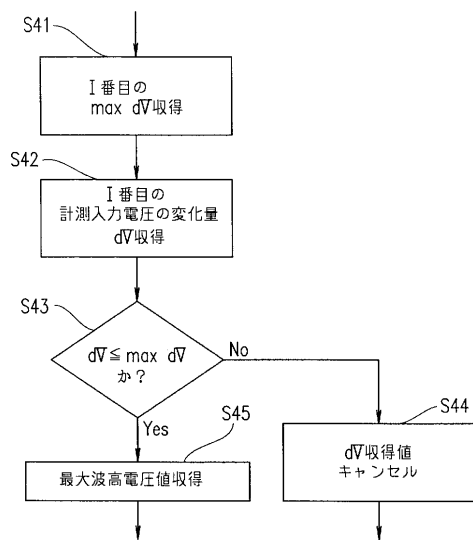 S41
I番目の
max dV収得
S42
I番目の
計測入力電圧の変化量
dV収得
S43
dV≦max dV
か?
No
Yes
S44
dV収得値
キャンセル
S45
最大波高電圧値収得